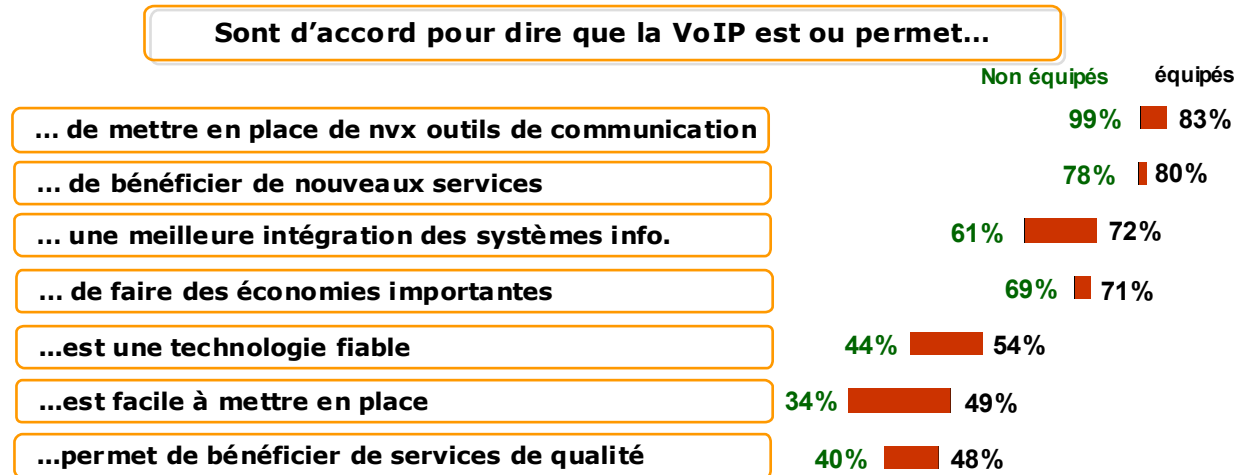 Sont d’accord pour dire que la VoIP est ou permet…
Non équipés équipés
… de mettre en place de nvx outils de communication 99% 83%
… de bénéficier de nouveaux services 78% 80%
… une meilleure intégration des systèmes info. 61% 72%
… de faire des économies importantes 69% 71%
…est une technologie fiable 44% 54%
…est facile à mettre en place 34% 49%
…permet de bénéficier de services de qualité 40% 48%